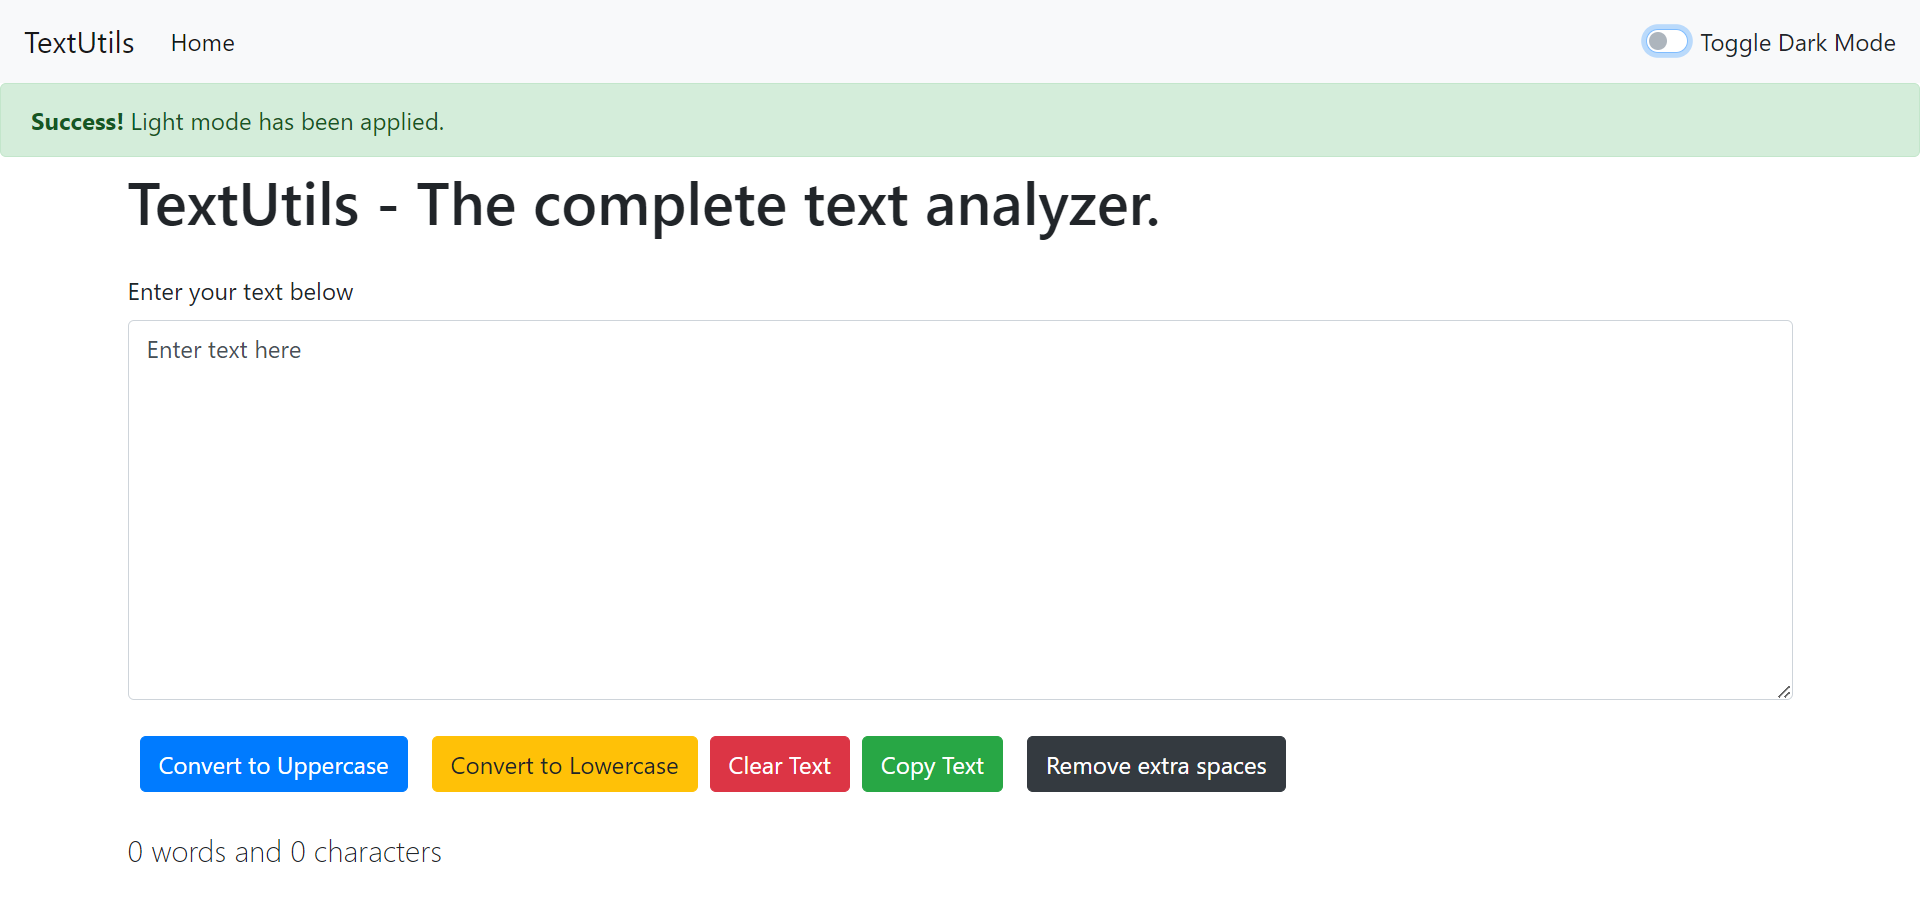 TextUtils Home Toggle Dark Mode
Success! Light mode has been applied.
TextUtils - The complete text analyzer.
Enter your text below
Enter text here
Convert to Uppercase Convert to Lowercase Clear Text Copy Text Remove extra spaces
0 words and 0 characters